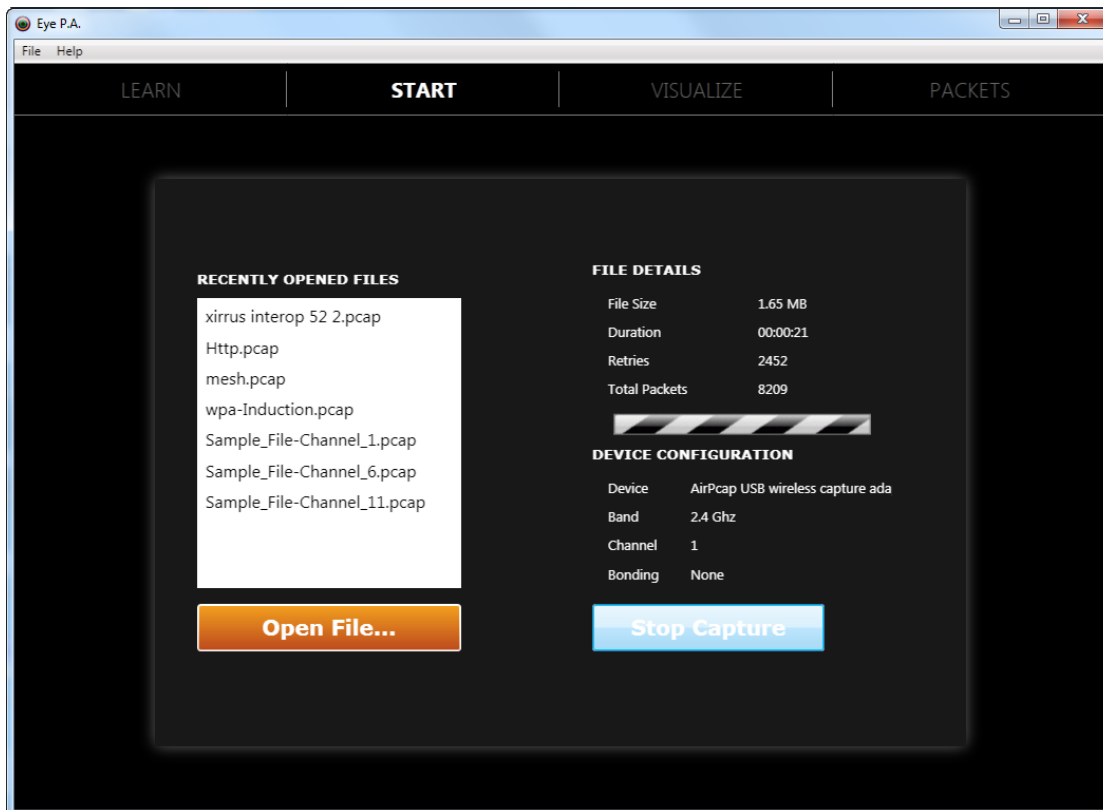 Eye P.A.
File Help
LEARN START VISUALIZE PACKETS
RECENTLY OPENED FILES
xirrus interop 52 2.pcap
Http.pcap
mesh.pcap
wpa-Induction.pcap
Sample_File-Channel_1.pcap
Sample_File-Channel_6.pcap
Sample_File-Channel_11.pcap
Open File...
FILE DETAILS
File Size 1.65 MB
Duration 00:00:21
Retries 2452
Total Packets 8209
DEVICE CONFIGURATION
Device AirPcap USB wireless capture ada
Band 2.4 Ghz
Channel 1
Bonding None
Stop Capture